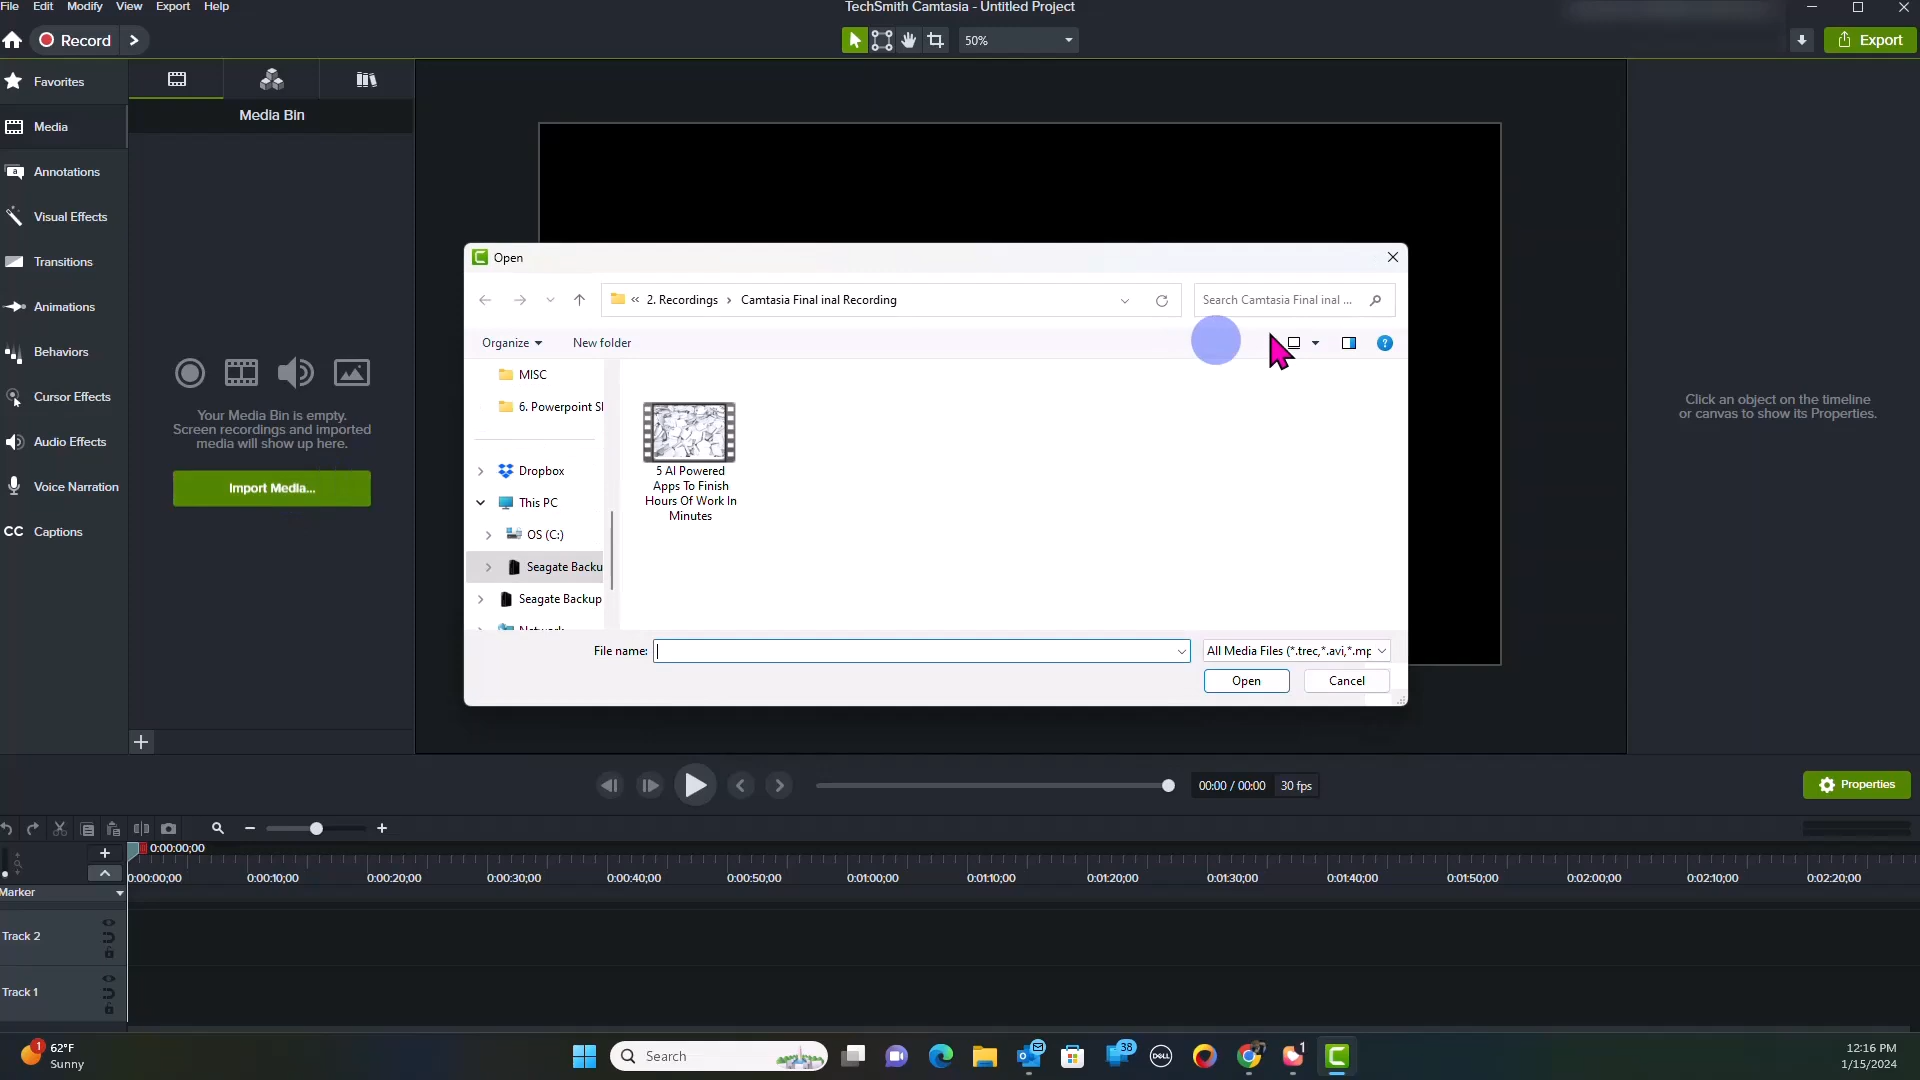 File Edit Modify View Export Help
TechSmith Camtasia - Untitled Project
Record
50%
Export
Favorites
Media
Annotations
Visual Effects
Transitions
Animations
Behaviors
Cursor Effects
Audio Effects
Voice Narration
CC Captions
Media Bin
Your Media Bin is empty.
Screen recordings and imported
media will show up here.
Import Media...
Open
« 2. Recordings › Camtasia Final inal Recording
Search Camtasia Final inal ...
Organize
New folder
MISC
6. Powerpoint Sl
Dropbox
This PC
OS (C:)
Seagate Backu
Seagate Backup
Network
5 AI Powered
Apps To Finish
Hours Of Work In
Minutes
File name:
All Media Files (*.trec,*.avi,*.mp
Open
Cancel
Click an object on the timeline
or canvas to show its Properties.
00:00 / 00:00
30 fps
Properties
0:00:00;00
0:00:00;00 0:00:10;00 0:00:20;00 0:00:30;00 0:00:40;00 0:00:50;00 0:01:00;00 0:01:10;00 0:01:20;00 0:01:30;00 0:01:40;00 0:01:50;00 0:02:00;00 0:02:10;00 0:02:20;00
Marker
Track 2
Track 1
1
62°F
Sunny
Search
38
DELL
1
12:16 PM
1/15/2024